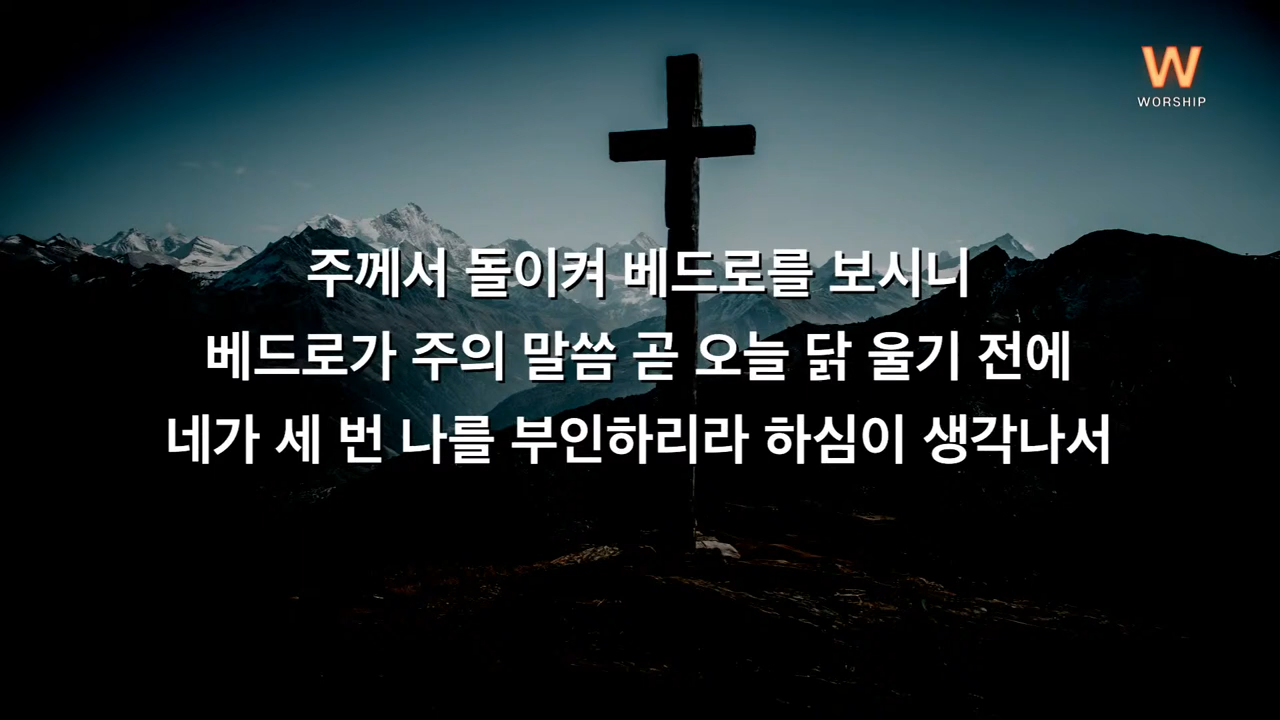 W
WORSHIP
주께서 돌이켜 베드로를 보시니
베드로가 주의 말씀 곧 오늘 닭 울기 전에
네가 세 번 나를 부인하리라 하심이 생각나서